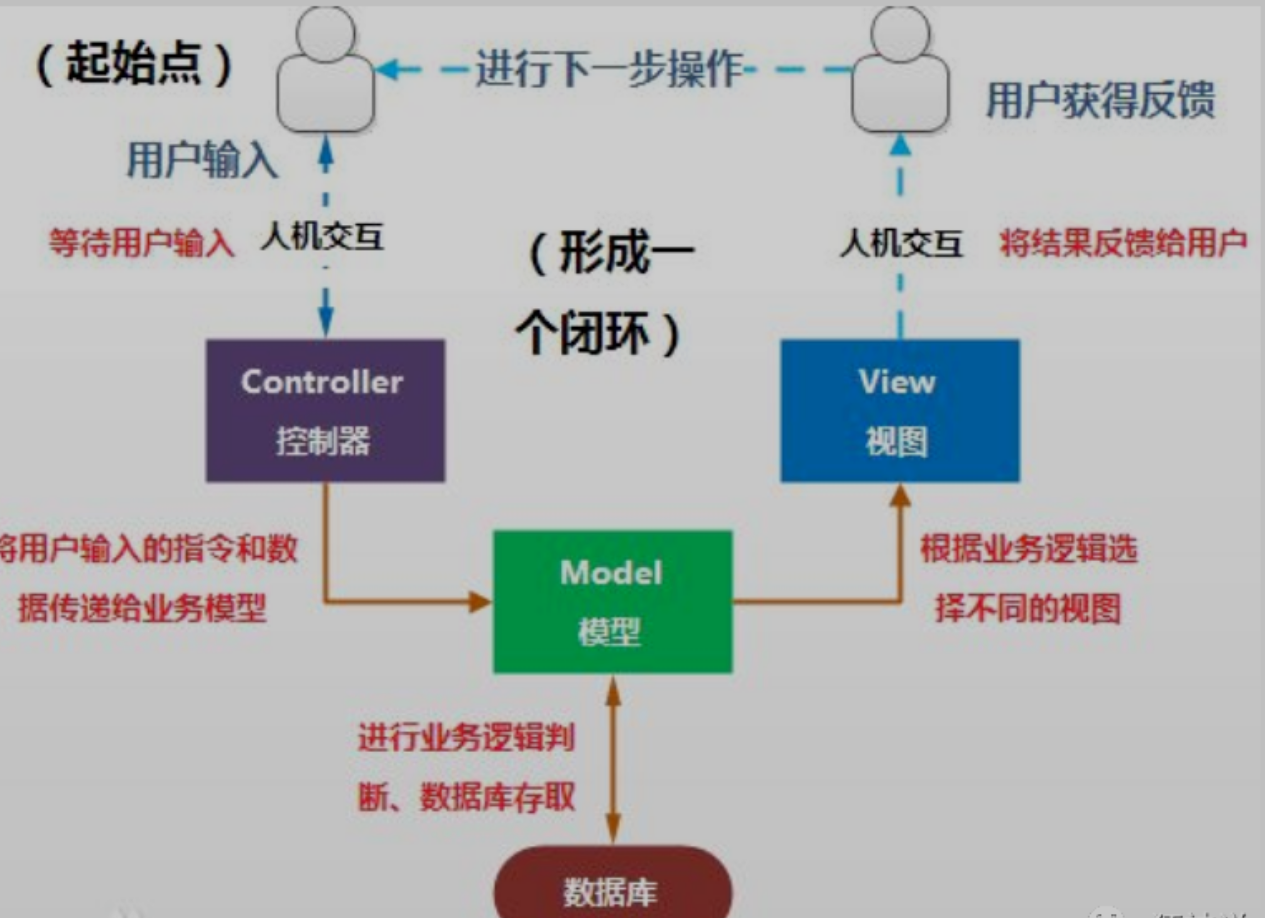 （起始点）
进行下一步操作
用户获得反馈
用户输入
等待用户输入
人机交互
（形成一
个闭环）
人机交互
将结果反馈给用户
Controller
控制器
View
视图
将用户输入的指令和数
据传递给业务模型
Model
模型
根据业务逻辑选
择不同的视图
进行业务逻辑判
断、数据库存取
数据库